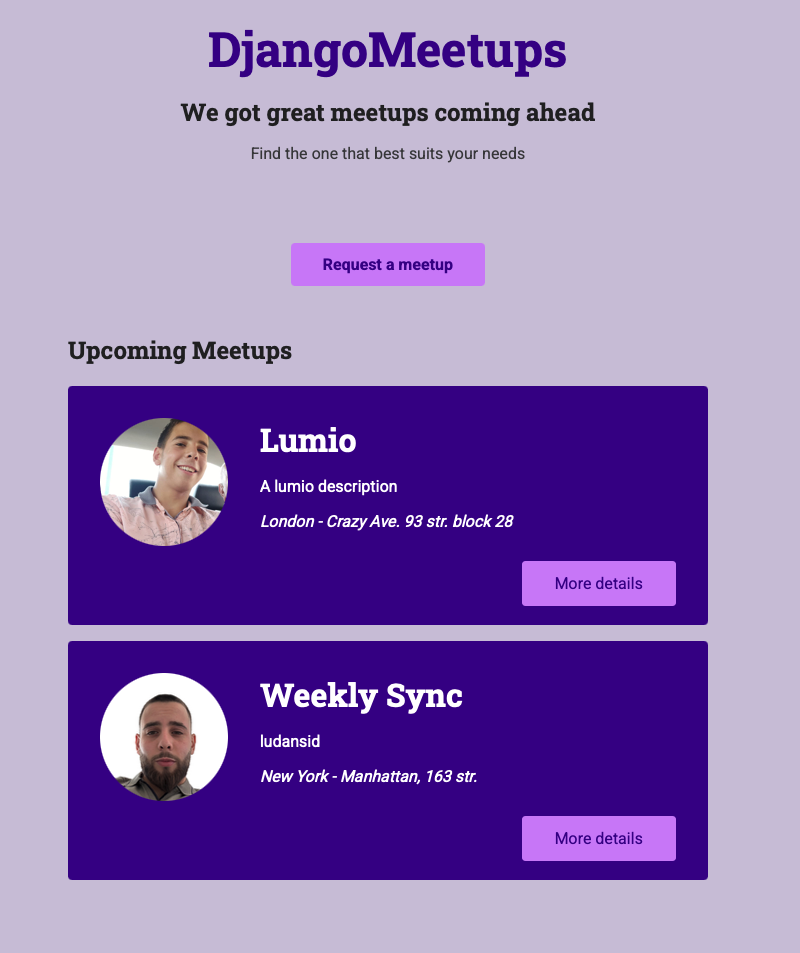 DjangoMeetups
We got great meetups coming ahead
Find the one that best suits your needs
Request a meetup
Upcoming Meetups
Lumio
A lumio description
London - Crazy Ave. 93 str. block 28
More details
Weekly Sync
ludansid
New York - Manhattan, 163 str.
More details